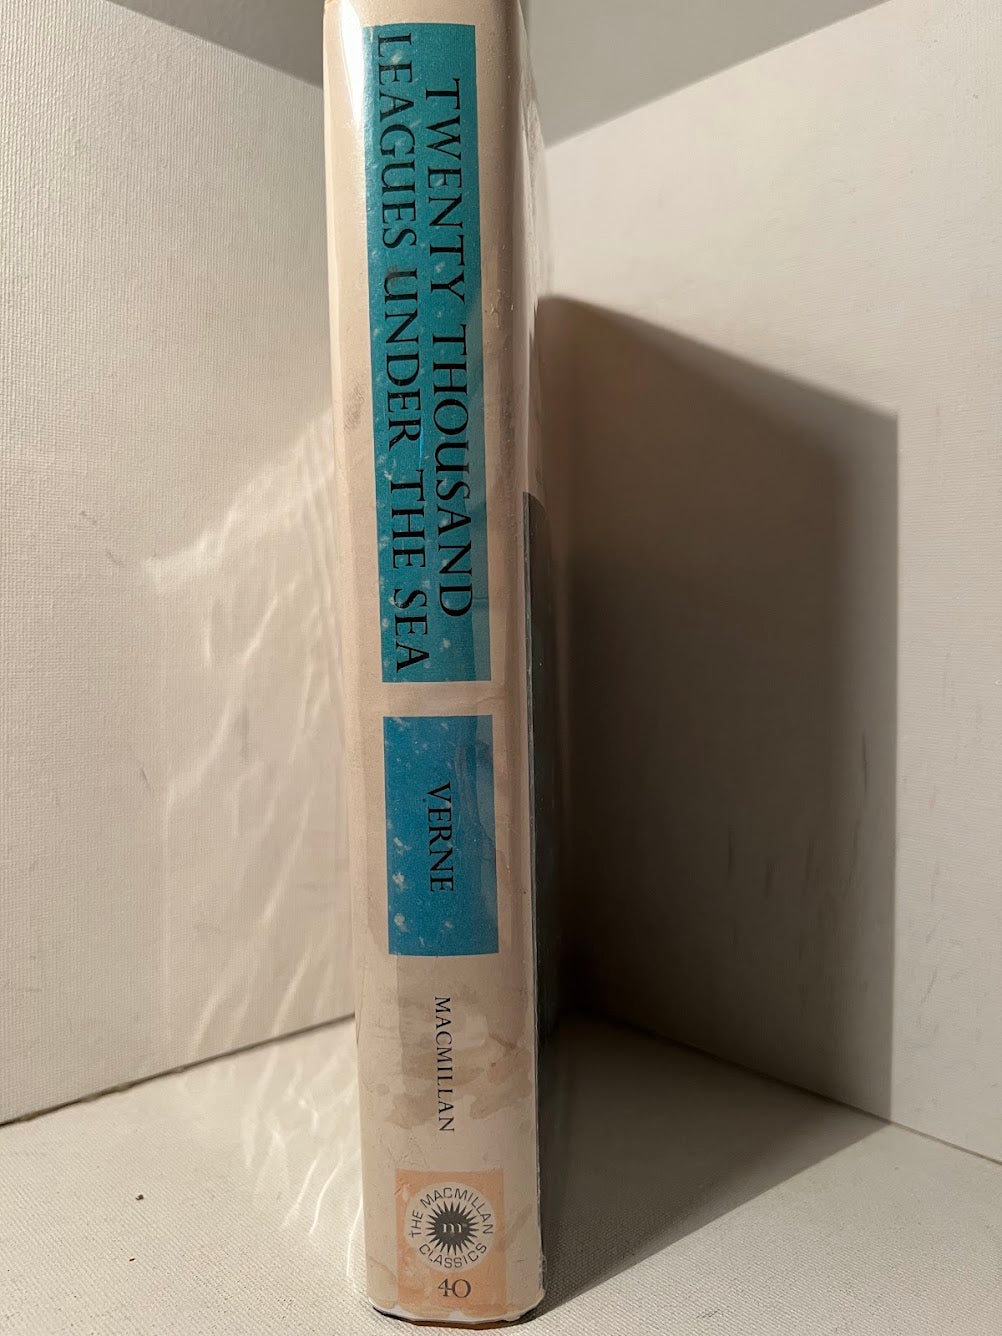 TWENTY THOUSAND
LEAGUES UNDER THE SEA
VERNE
MACMILLAN
THE MACMILLAN
CLASSICS
m
40